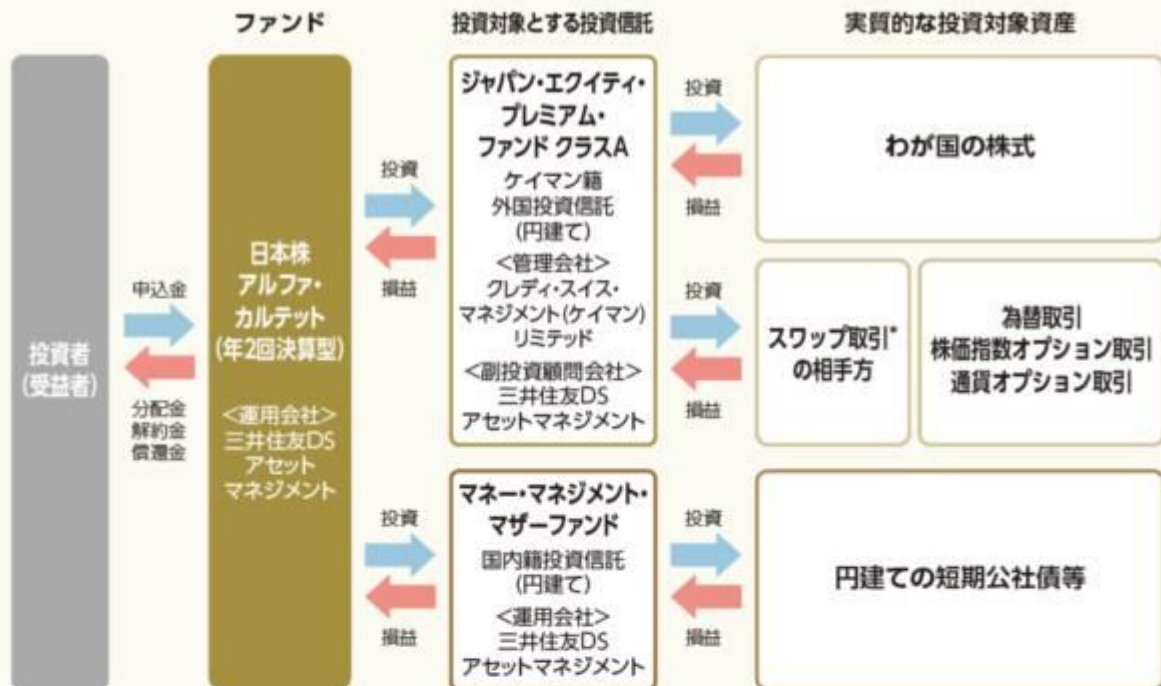 ファンド
投資対象とする投資信託
実質的な投資対象資産
投資者
(受益者)
申込金
分配金
解約金
償還金
日本株
アルファ・
カルテット
(年2回決算型)
<運用会社>
三井住友DS
アセット
マネジメント
投資
損益
ジャパン・エクイティ・
プレミアム・
ファンド クラスA
ケイマン籍
外国投資信託
(円建て)
<管理会社>
クレディ・スイス・
マネジメント(ケイマン)
リミテッド
<副投資顧問会社>
三井住友DS
アセットマネジメント
投資
損益
わが国の株式
投資
損益
スワップ取引*
の相手方
為替取引
株価指数オプション取引
通貨オプション取引
投資
損益
マネー・マネジメント・
マザーファンド
国内籍投資信託
(円建て)
<運用会社>
三井住友DS
アセットマネジメント
投資
損益
円建ての短期公社債等